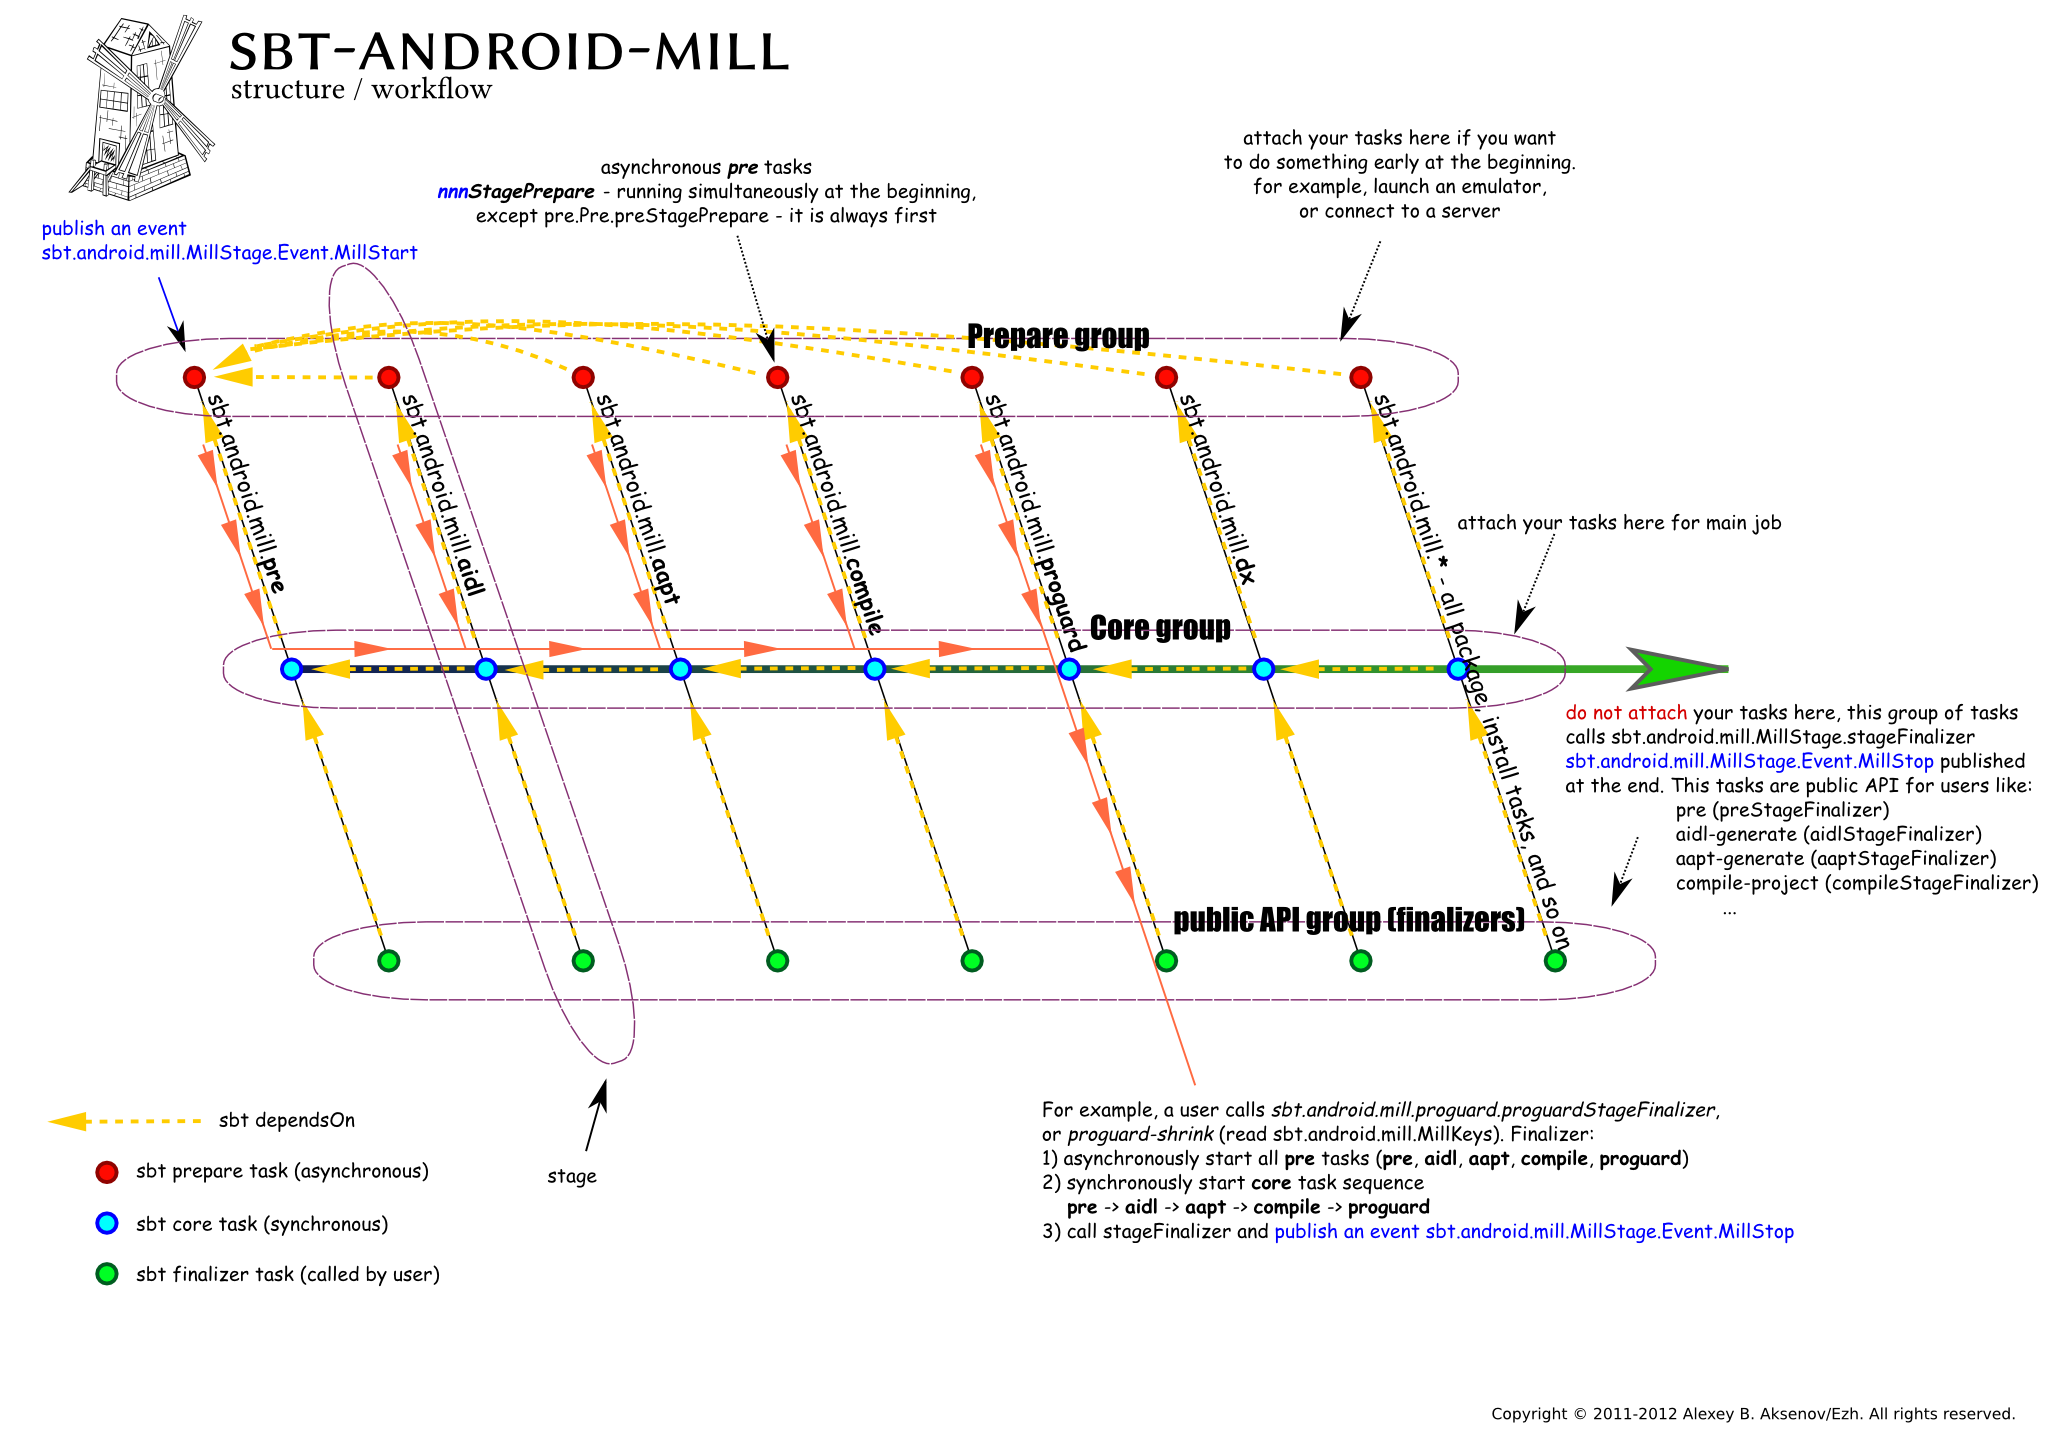 SBT-ANDROID-MILL
structure / workflow
attach your tasks here if you want
to do something early at the beginning.
for example, launch an emulator,
or connect to a server
asynchronous pre tasks
nnnStagePrepare - running simultaneously at the beginning,
except pre.Pre.preStagePrepare - it is always first
publish an event
sbt.android.mill.MillStage.Event.MillStart
Prepare group
sbt.android.mill.pre
sbt.android.mill.aidl
sbt.android.mill.aapt
sbt.android.mill.compile
sbt.android.mill.proguard
sbt.android.mill.dx
sbt.android.mill.* - all package, install tasks, and so on
attach your tasks here for main job
Core group
do not attach your tasks here, this group of tasks
calls sbt.android.mill.MillStage.stageFinalizer
sbt.android.mill.MillStage.Event.MillStop published
at the end. This tasks are public API for users like:
pre (preStageFinalizer)
aidl-generate (aidlStageFinalizer)
aapt-generate (aaptStageFinalizer)
compile-project (compileStageFinalizer)
...
public API group (finalizers)
stage
sbt dependsOn
sbt prepare task (asynchronous)
sbt core task (synchronous)
sbt finalizer task (called by user)
For example, a user calls sbt.android.mill.proguard.proguardStageFinalizer,
or proguard-shrink (read sbt.android.mill.MillKeys). Finalizer:
1) asynchronously start all pre tasks (pre, aidl, aapt, compile, proguard)
2) synchronously start core task sequence
pre -> aidl -> aapt -> compile -> proguard
3) call stageFinalizer and publish an event sbt.android.mill.MillStage.Event.MillStop
Copyright © 2011-2012 Alexey B. Aksenov/Ezh. All rights reserved.